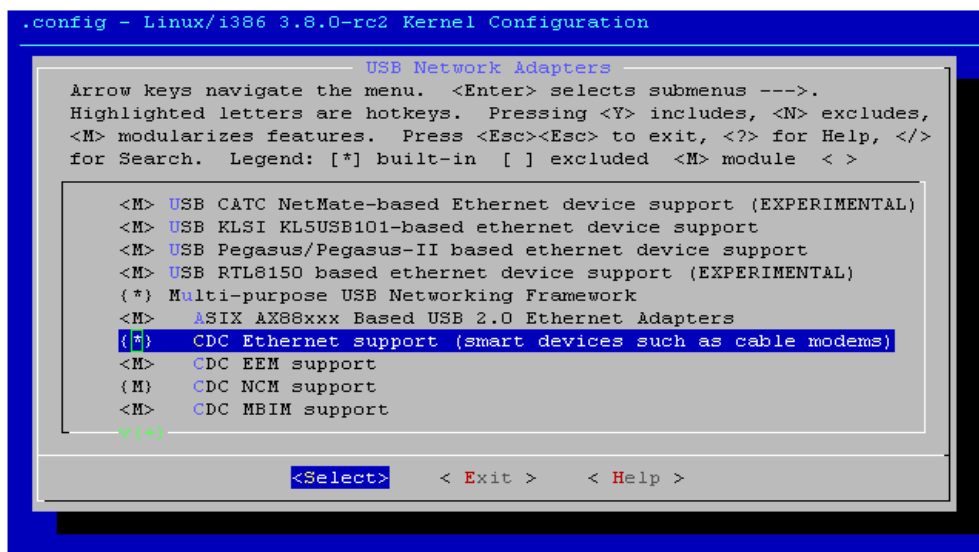 .config - Linux/i386 3.8.0-rc2 Kernel Configuration
USB Network Adapters
Arrow keys navigate the menu. <Enter> selects submenus --->.
Highlighted letters are hotkeys. Pressing <Y> includes, <N> excludes,
<M> modularizes features. Press <Esc><Esc> to exit, <?> for Help, </>
for Search. Legend: [*] built-in [ ] excluded <M> module < >
<M> USB CATC NetMate-based Ethernet device support (EXPERIMENTAL)
<M> USB KLSI KL5USB101-based ethernet device support
<M> USB Pegasus/Pegasus-II based ethernet device support
<M> USB RTL8150 based ethernet device support (EXPERIMENTAL)
{*} Multi-purpose USB Networking Framework
<M> ASIX AX88xxx Based USB 2.0 Ethernet Adapters
{*} CDC Ethernet support (smart devices such as cable modems)
<M> CDC EEM support
{M} CDC NCM support
<M> CDC MBIM support
v(+)
<Select> < Exit > < Help >